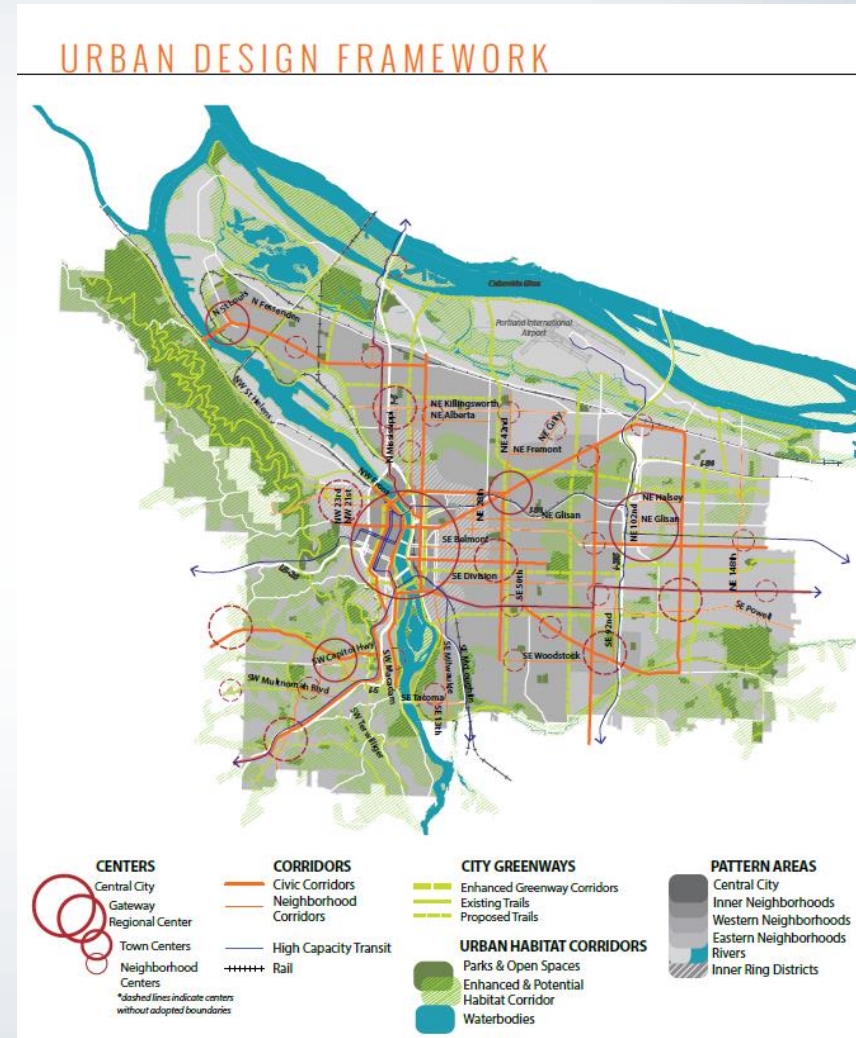 URBAN DESIGN FRAMEWORK
Columbia Slough
Portland International
Airport
N St Louis
N Fessenden
NW St Helens
N Mississippi
NE Killingsworth
NE Alberta
NE 42nd
NE Cully
NE Fremont
I-84
NW Front
NW 23rd
NW 21st
NE 28th
I-84
NE Glisan
NE 102nd
NE Halsey
NE Glisan
SE Belmont
SE Division
SE 50th
NE 148th
SE Powell
US-26
SE 92nd
SW Capitol Hwy
SW Multnomah Blvd
I-5
SW Macadam
SW Terwilliger
SE Tacoma
SE Milwaukee
SE McLoughlin
SE 13th
SE Woodstock
CENTERS
Central City
Gateway
Regional Center
Town Centers
Neighborhood
Centers
*dashed lines indicate centers
without adopted boundaries
CORRIDORS
Civic Corridors
Neighborhood
Corridors
High Capacity Transit
Rail
CITY GREENWAYS
Enhanced Greenway Corridors
Existing Trails
Proposed Trails
URBAN HABITAT CORRIDORS
Parks & Open Spaces
Enhanced & Potential
Habitat Corridor
Waterbodies
PATTERN AREAS
Central City
Inner Neighborhoods
Western Neighborhoods
Eastern Neighborhoods
Rivers
Inner Ring Districts